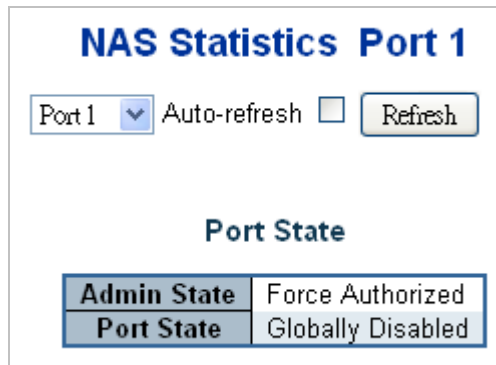 NAS Statistics Port 1
Port 1 Auto-refresh Refresh
Port State
Admin State Force Authorized
Port State Globally Disabled